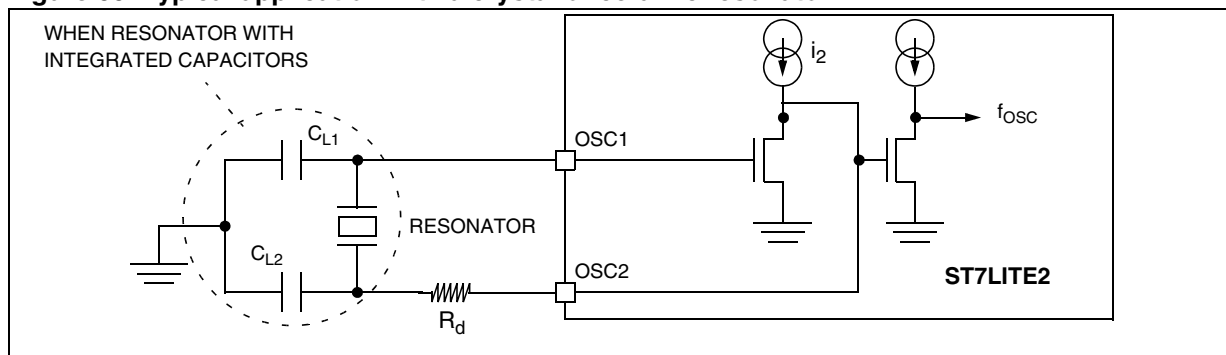 WHEN RESONATOR WITH
INTEGRATED CAPACITORS
CL1
OSC1
i2
fOSC
RESONATOR
CL2
OSC2
Rd
ST7LITE2